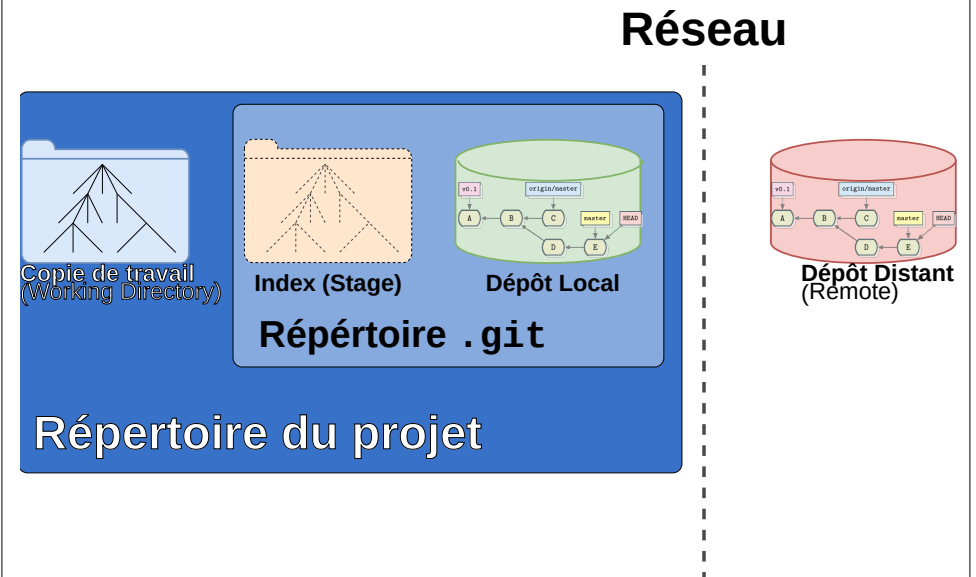 Réseau
v0.1
origin/master
A
B
C
master
HEAD
D
E
v0.1
origin/master
A
B
C
master
HEAD
D
E
Copie de travail
(Working Directory)
Index (Stage)
Dépôt Local
Dépôt Distant
(Remote)
Répértoire .git
Répertoire du projet